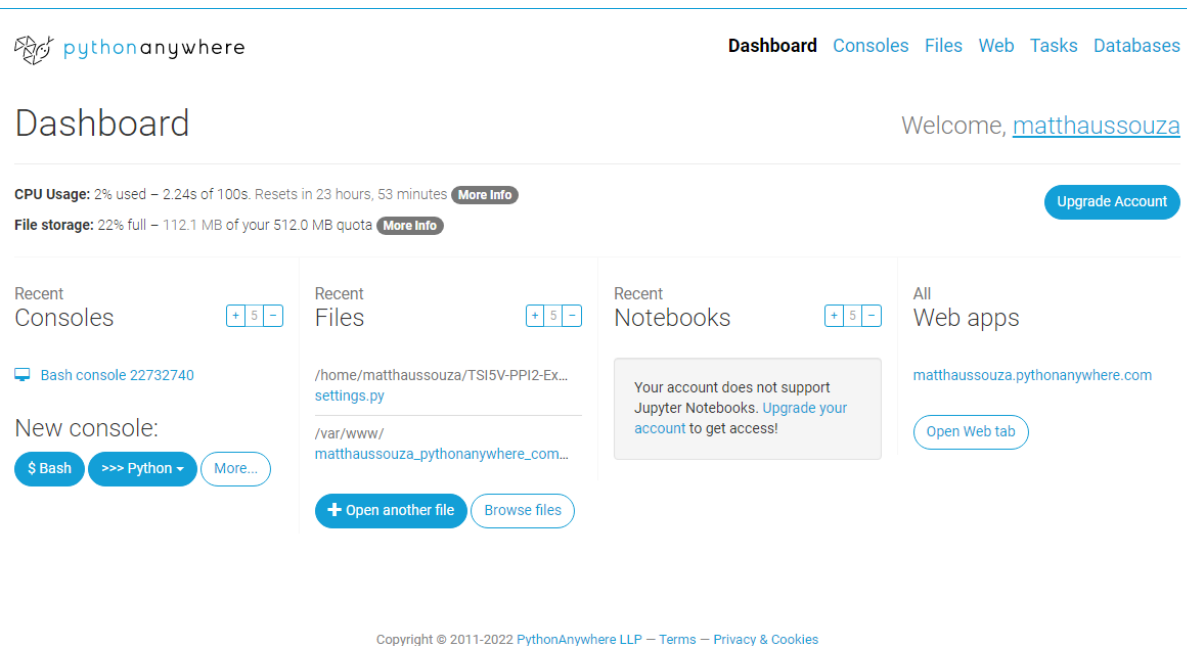 pythonanywhere
Dashboard Consoles Files Web Tasks Databases
Dashboard
Welcome, matthaussouza
CPU Usage: 2% used – 2.24s of 100s. Resets in 23 hours, 53 minutes More Info
File storage: 22% full – 112.1 MB of your 512.0 MB quota More Info
Upgrade Account
Recent
Consoles
+ 5 −
Bash console 22732740
New console:
$ Bash >>> Python More...
Recent
Files
+ 5 −
/home/matthaussouza/TSI5V-PPI2-Ex...
settings.py
/var/www/
matthaussouza_pythonanywhere_com...
+ Open another file Browse files
Recent
Notebooks
+ 5 −
Your account does not support
Jupyter Notebooks. Upgrade your
account to get access!
All
Web apps
matthaussouza.pythonanywhere.com
Open Web tab
Copyright © 2011-2022 PythonAnywhere LLP — Terms — Privacy & Cookies